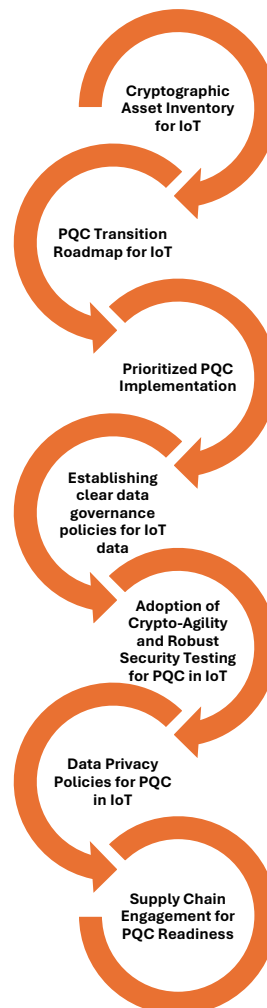 Cryptographic
Asset Inventory
for IoT
PQC Transition
Roadmap for IoT
Prioritized PQC
Implementation
Establishing
clear data
governance
policies for IoT
data
Adoption of
Crypto-Agility
and Robust
Security Testing
for PQC in IoT
Data Privacy
Policies for PQC
in IoT
Supply Chain
Engagement for
PQC Readiness